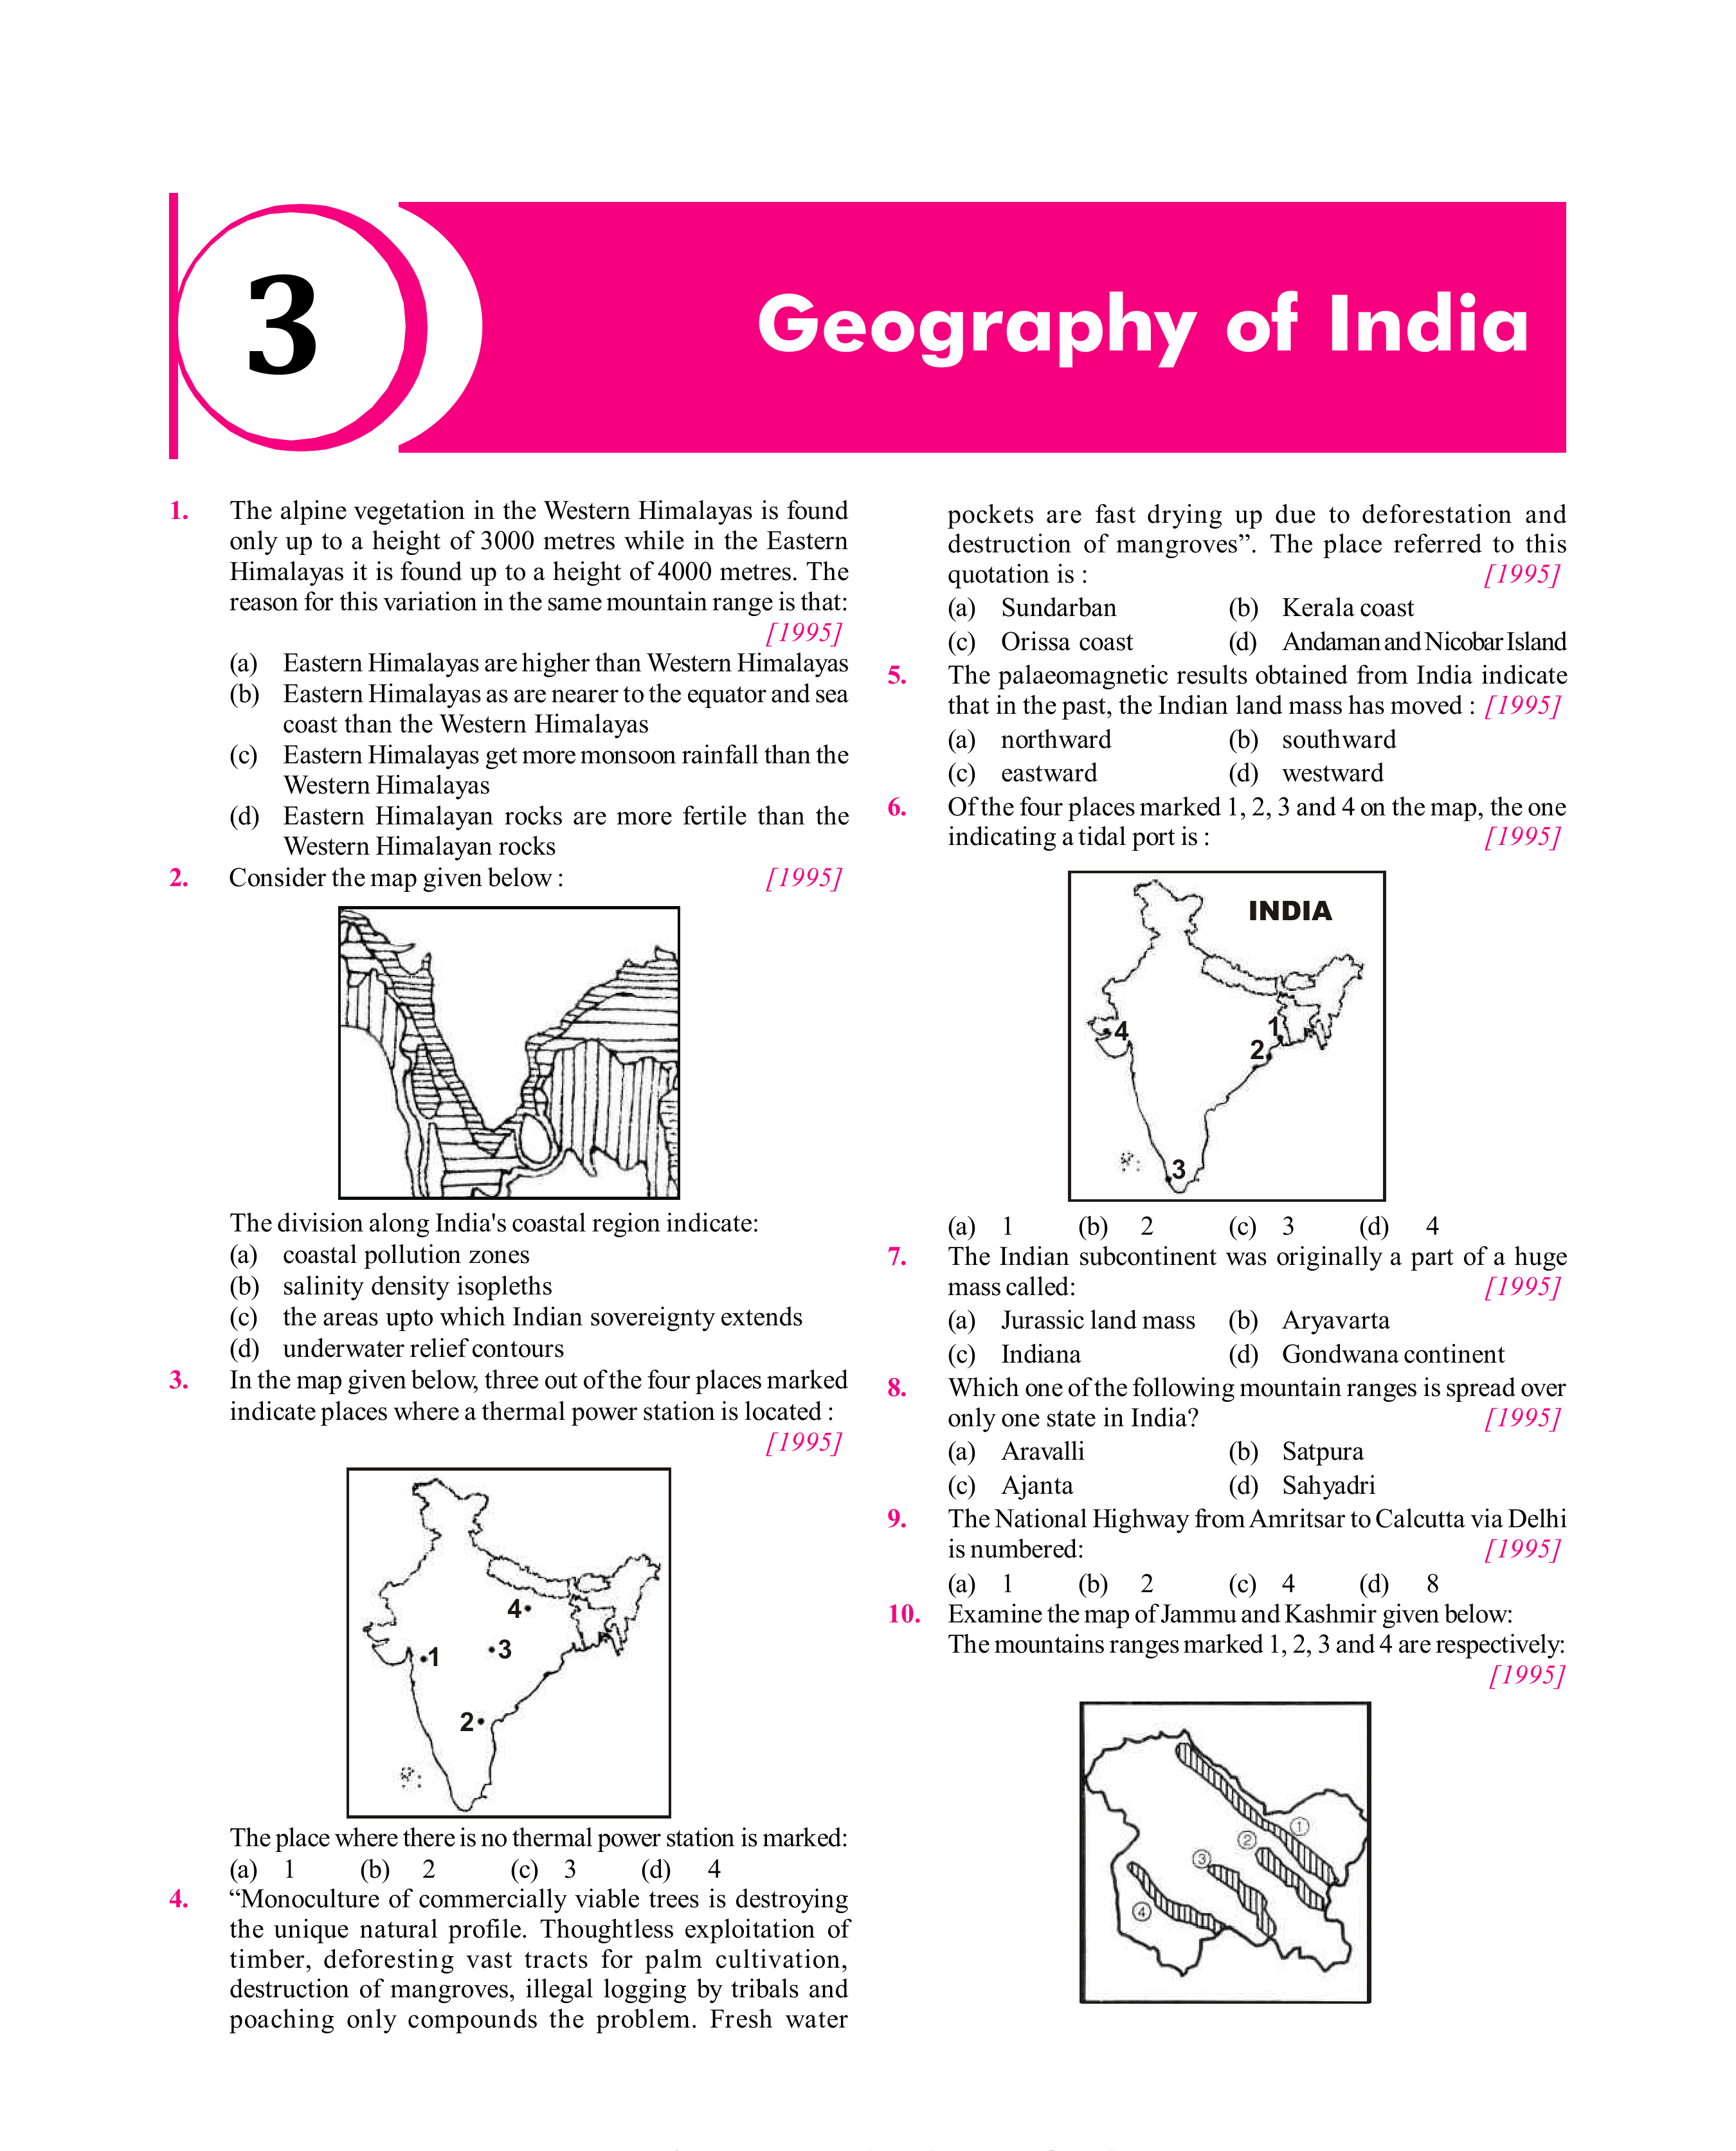 3
Geography of India
1. The alpine vegetation in the Western Himalayas is found
only up to a height of 3000 metres while in the Eastern
Himalayas it is found up to a height of 4000 metres. The
reason for this variation in the same mountain range is that:
[1995]
(a) Eastern Himalayas are higher than Western Himalayas
(b) Eastern Himalayas as are nearer to the equator and sea
coast than the Western Himalayas
(c) Eastern Himalayas get more monsoon rainfall than the
Western Himalayas
(d) Eastern Himalayan rocks are more fertile than the
Western Himalayan rocks
2. Consider the map given below : [1995]
The division along India's coastal region indicate:
(a) coastal pollution zones
(b) salinity density isopleths
(c) the areas upto which Indian sovereignty extends
(d) underwater relief contours
3. In the map given below, three out of the four places marked
indicate places where a thermal power station is located :
[1995]
4
3
1
2
The place where there is no thermal power station is marked:
(a) 1 (b) 2 (c) 3 (d) 4
4. “Monoculture of commercially viable trees is destroying
the unique natural profile. Thoughtless exploitation of
timber, deforesting vast tracts for palm cultivation,
destruction of mangroves, illegal logging by tribals and
poaching only compounds the problem. Fresh water
pockets are fast drying up due to deforestation and
destruction of mangroves”. The place referred to this
quotation is : [1995]
(a) Sundarban (b) Kerala coast
(c) Orissa coast (d) Andaman and Nicobar Island
5. The palaeomagnetic results obtained from India indicate
that in the past, the Indian land mass has moved : [1995]
(a) northward (b) southward
(c) eastward (d) westward
6. Of the four places marked 1, 2, 3 and 4 on the map, the one
indicating a tidal port is : [1995]
INDIA
4
1
2
3
(a) 1 (b) 2 (c) 3 (d) 4
7. The Indian subcontinent was originally a part of a huge
mass called: [1995]
(a) Jurassic land mass (b) Aryavarta
(c) Indiana (d) Gondwana continent
8. Which one of the following mountain ranges is spread over
only one state in India? [1995]
(a) Aravalli (b) Satpura
(c) Ajanta (d) Sahyadri
9. The National Highway from Amritsar to Calcutta via Delhi
is numbered: [1995]
(a) 1 (b) 2 (c) 4 (d) 8
10. Examine the map of Jammu and Kashmir given below:
The mountains ranges marked 1, 2, 3 and 4 are respectively:
[1995]
1
2
3
4